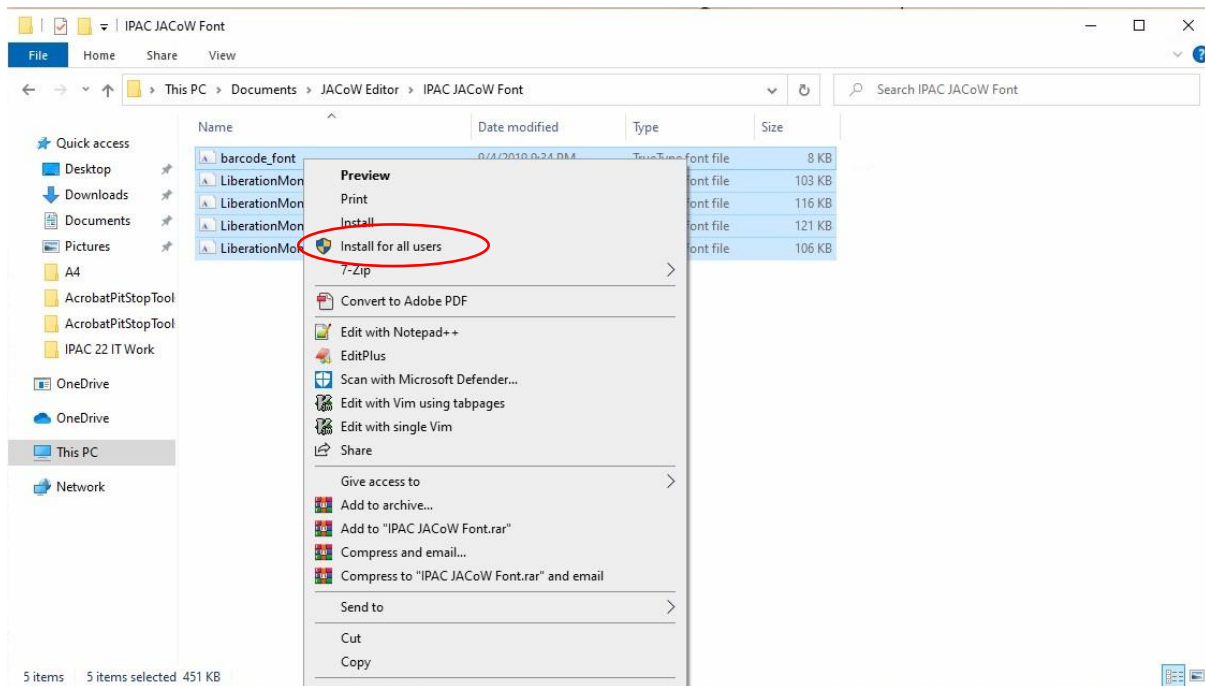 IPAC JACoW Font
File Home Share View
This PC > Documents > JACoW Editor > IPAC JACoW Font
Search IPAC JACoW Font
Name Date modified Type Size
Quick access
Desktop
Downloads
Documents
Pictures
A4
AcrobatPitStopTool
AcrobatPitStopTool
IPAC 22 IT Work
OneDrive
OneDrive
This PC
Network
barcode_font 9/4/2019 9:34 PM TrueType font file 8 KB
LiberationMon font file 103 KB
LiberationMon font file 116 KB
LiberationMon font file 121 KB
LiberationMon font file 106 KB
Preview
Print
Install
Install for all users
7-Zip
Convert to Adobe PDF
Edit with Notepad++
EditPlus
Scan with Microsoft Defender...
Edit with Vim using tabpages
Edit with single Vim
Share
Give access to
Add to archive...
Add to "IPAC JACoW Font.rar"
Compress and email...
Compress to "IPAC JACoW Font.rar" and email
Send to
Cut
Copy
5 items 5 items selected 451 KB